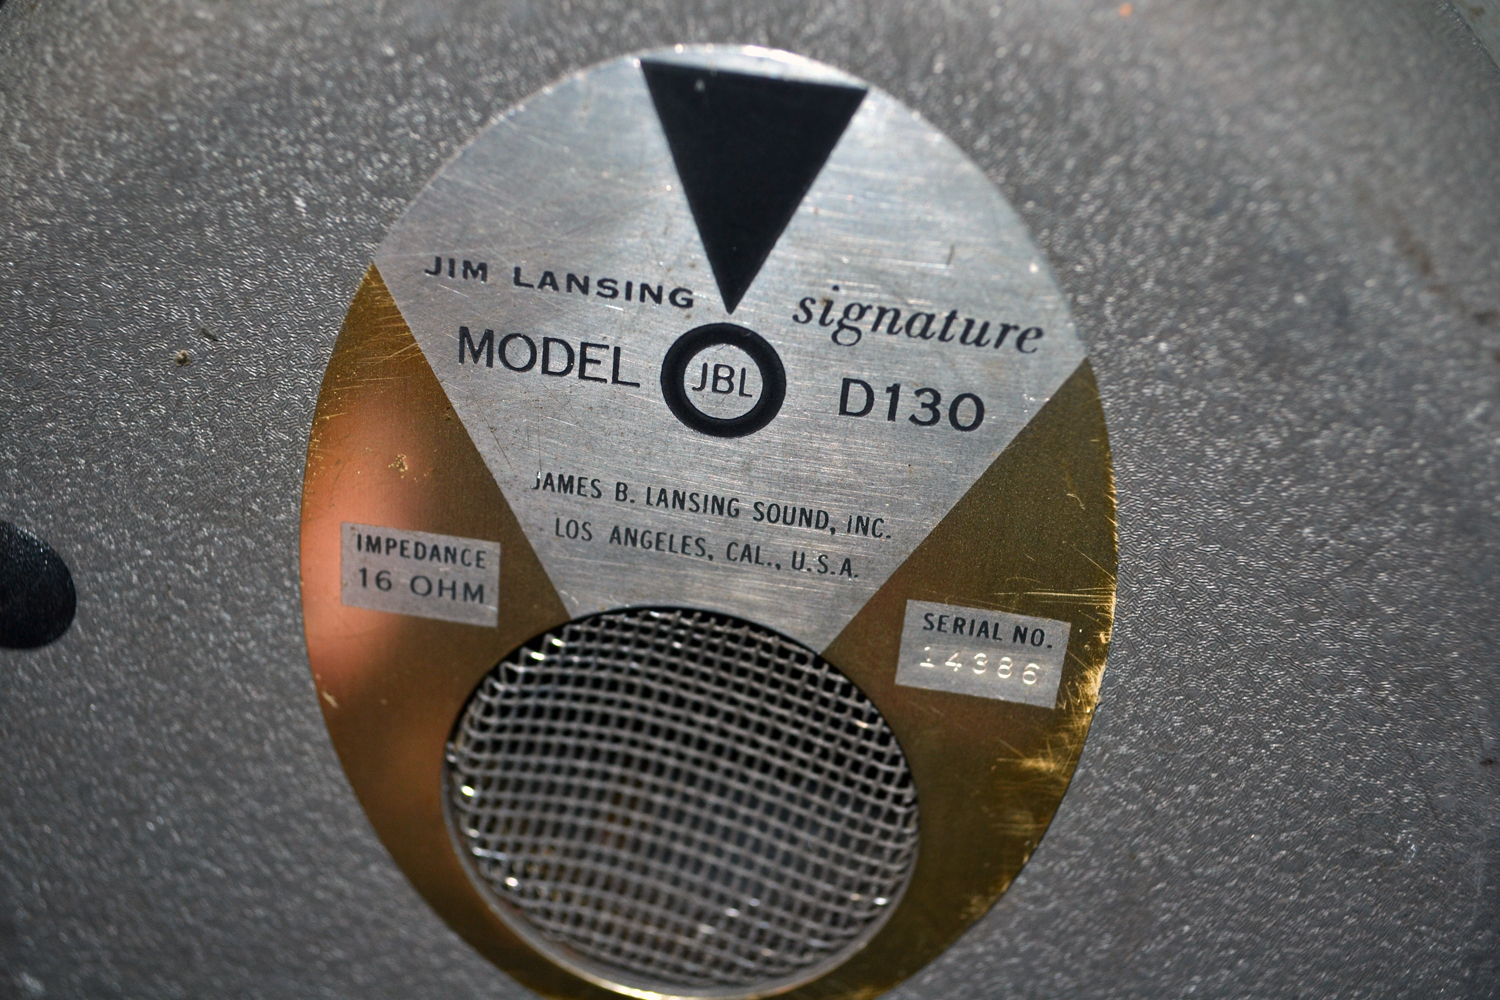 JIM LANSING signature
MODEL JBL D130
JAMES B. LANSING SOUND, INC.
LOS ANGELES, CAL., U.S.A.
IMPEDANCE
16 OHM
SERIAL NO.
14386